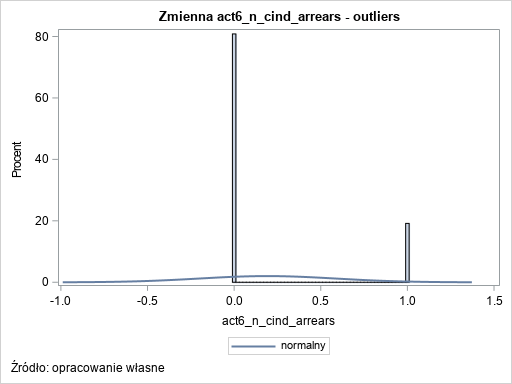 Zmienna act6_n_cind_arrears - outliers
Procent
80
60
40
20
0
-1.0 -0.5 0.0 0.5 1.0 1.5
act6_n_cind_arrears
normalny
Źródło: opracowanie własne